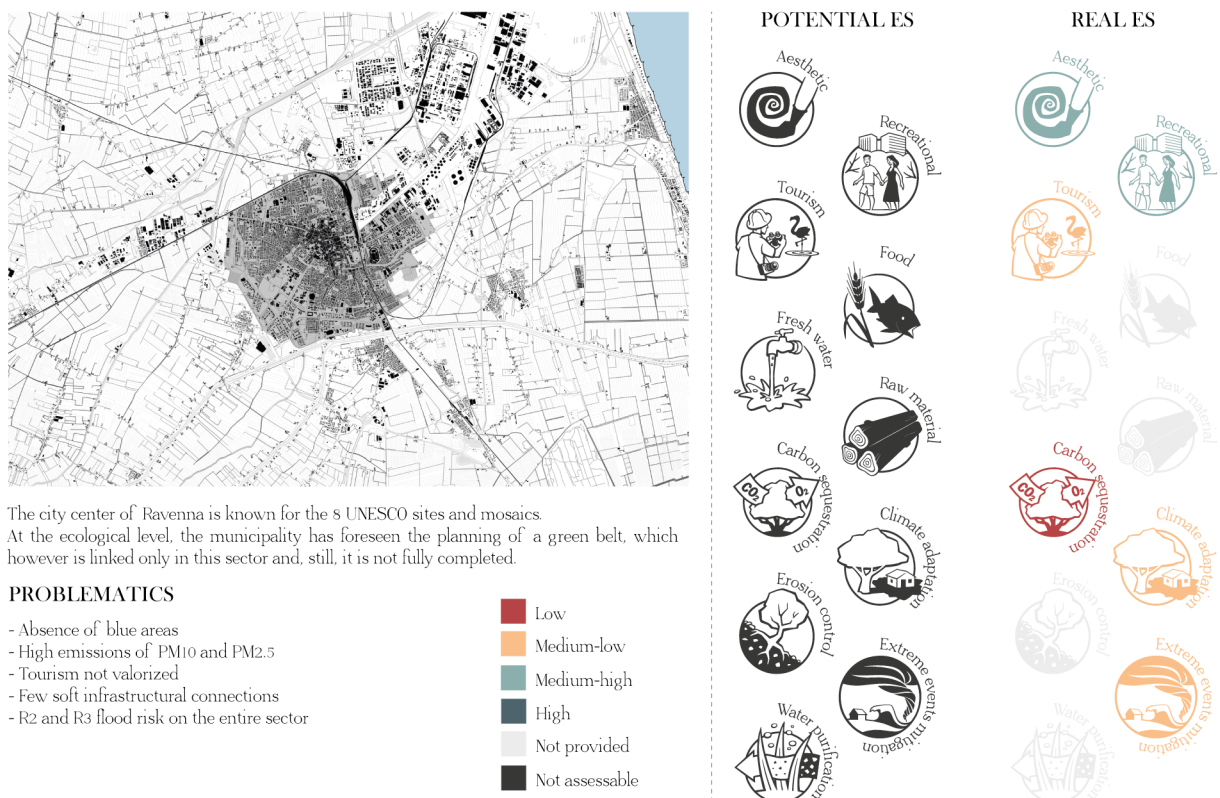 The city center of Ravenna is known for the 8 UNESCO sites and mosaics.
At the ecological level, the municipality has foreseen the planning of a green belt, which
however is linked only in this sector and, still, it is not fully completed.
PROBLEMATICS
- Absence of blue areas
- High emissions of PM10 and PM2.5
- Tourism not valorized
- Few soft infrastructural connections
- R2 and R3 flood risk on the entire sector
Low
Medium-low
Medium-high
High
Not provided
Not assessable
POTENTIAL ES
Aesthetic
Recreational
Tourism
Food
Fresh water
Raw material
Carbon sequestration
CO2
O2
Climate adaptation
Erosion control
Extreme events mitigation
Water purification
REAL ES
Aesthetic
Recreational
Tourism
Food
Fresh water
Raw material
Carbon sequestration
CO2
O2
Climate adaptation
Erosion control
Extreme events mitigation
Water purification